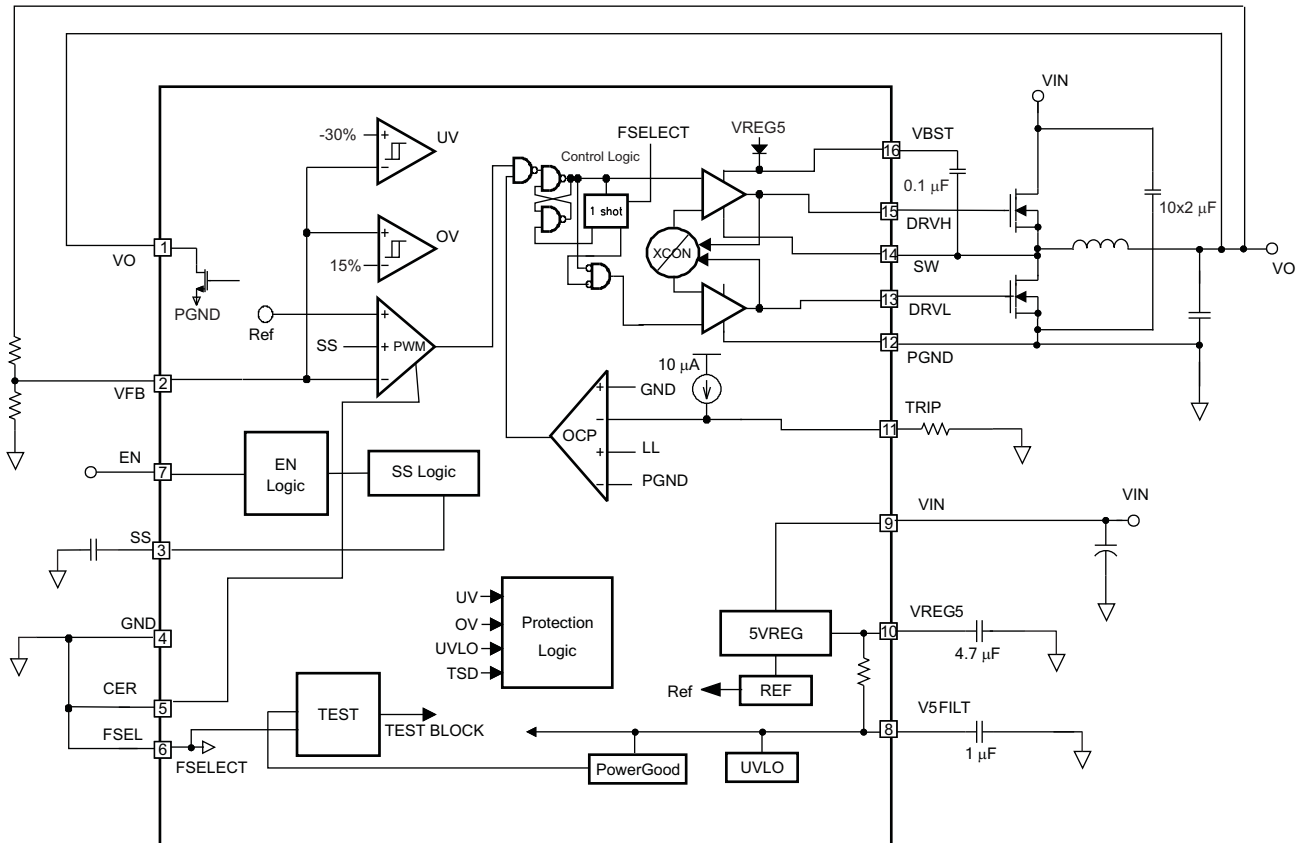 VIN
-30%
+
UV
−
FSELECT
VREG5
VBST
Control Logic
16
0.1 µF
10x2 µF
1 shot
15
DRVH
+
OV
1
VO
15%
−
XCON
14
SW
VO
PGND
13
DRVL
Ref
+
SS
+
PWM
−
12
PGND
10 µA
2
VFB
+
GND
−
TRIP
11
OCP
LL
+
EN
7
EN
Logic
SS Logic
−
PGND
VIN
VIN
9
SS
3
UV
OV
UVLO
TSD
Protection
Logic
VREG5
GND
4
5VREG
10
4.7 µF
CER
5
Ref
REF
TEST
TEST BLOCK
V5FILT
8
FSEL
6
FSELECT
1 µF
PowerGood
UVLO